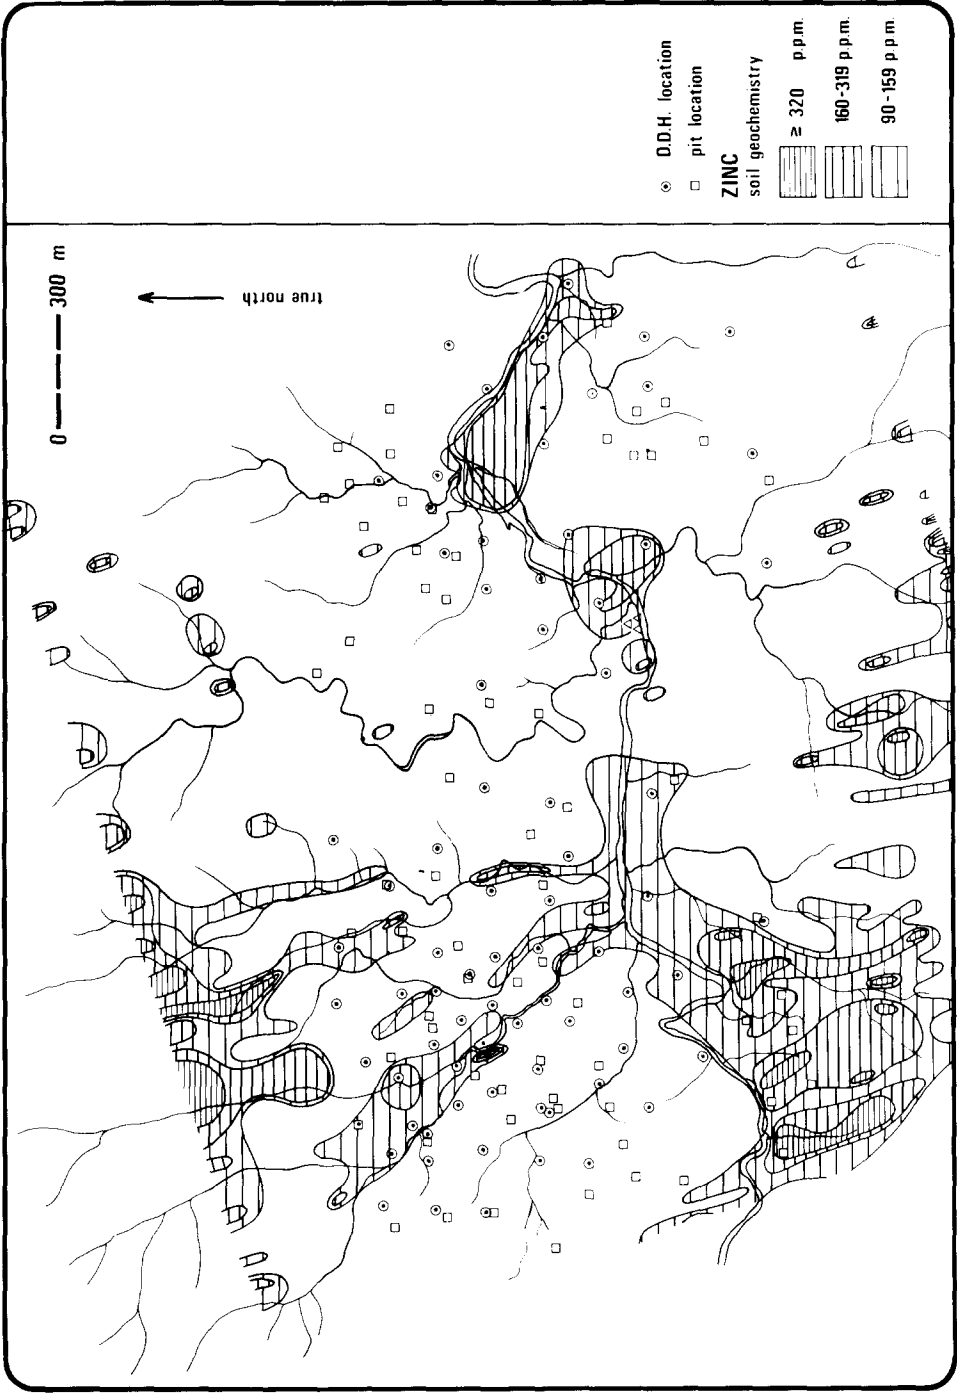 0 300 m
true north
D.D.H. location
pit location
ZINC
soil geochemistry
≥ 320 p.p.m.
160-319 p.p.m.
90-159 p.p.m.